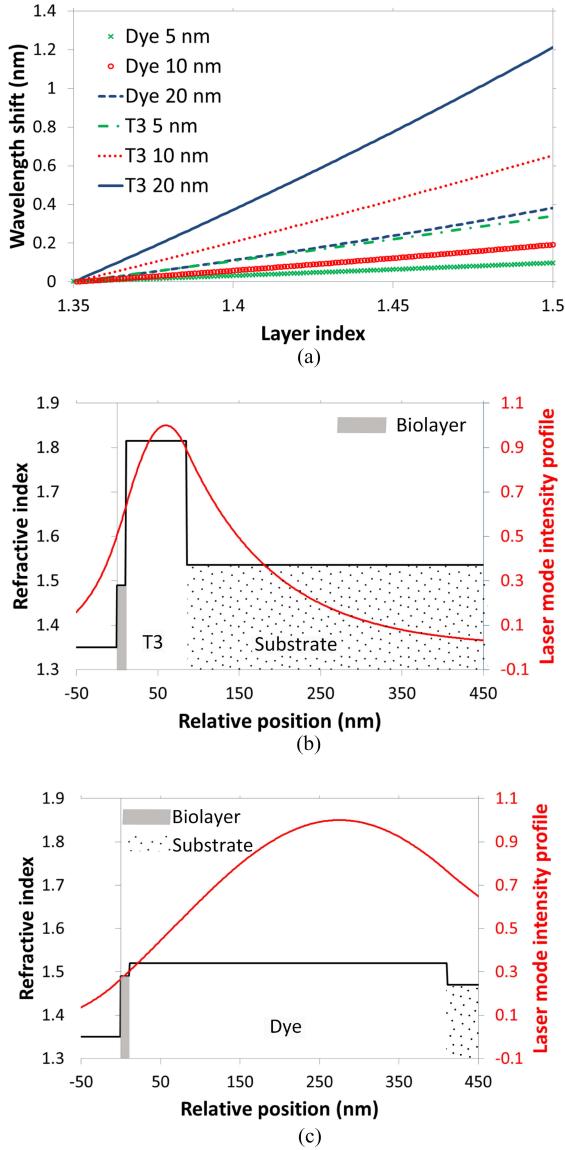 Wavelength shift (nm)
1.4
1.2
1
0.8
0.6
0.4
0.2
0
Dye 5 nm
Dye 10 nm
Dye 20 nm
T3 5 nm
T3 10 nm
T3 20 nm
1.35 1.4 1.45 1.5
Layer index
(a)
Refractive index
1.9
1.8
1.7
1.6
1.5
1.4
1.3
Biolayer
T3
Substrate
1.1
0.9
0.7
0.5
0.3
0.1
-0.1
Laser mode intensity profile
-50 50 150 250 350 450
Relative position (nm)
(b)
Refractive index
1.9
1.8
1.7
1.6
1.5
1.4
1.3
Biolayer
Substrate
Dye
1.1
0.9
0.7
0.5
0.3
0.1
-0.1
Laser mode intensity profile
-50 50 150 250 350 450
Relative position (nm)
(c)